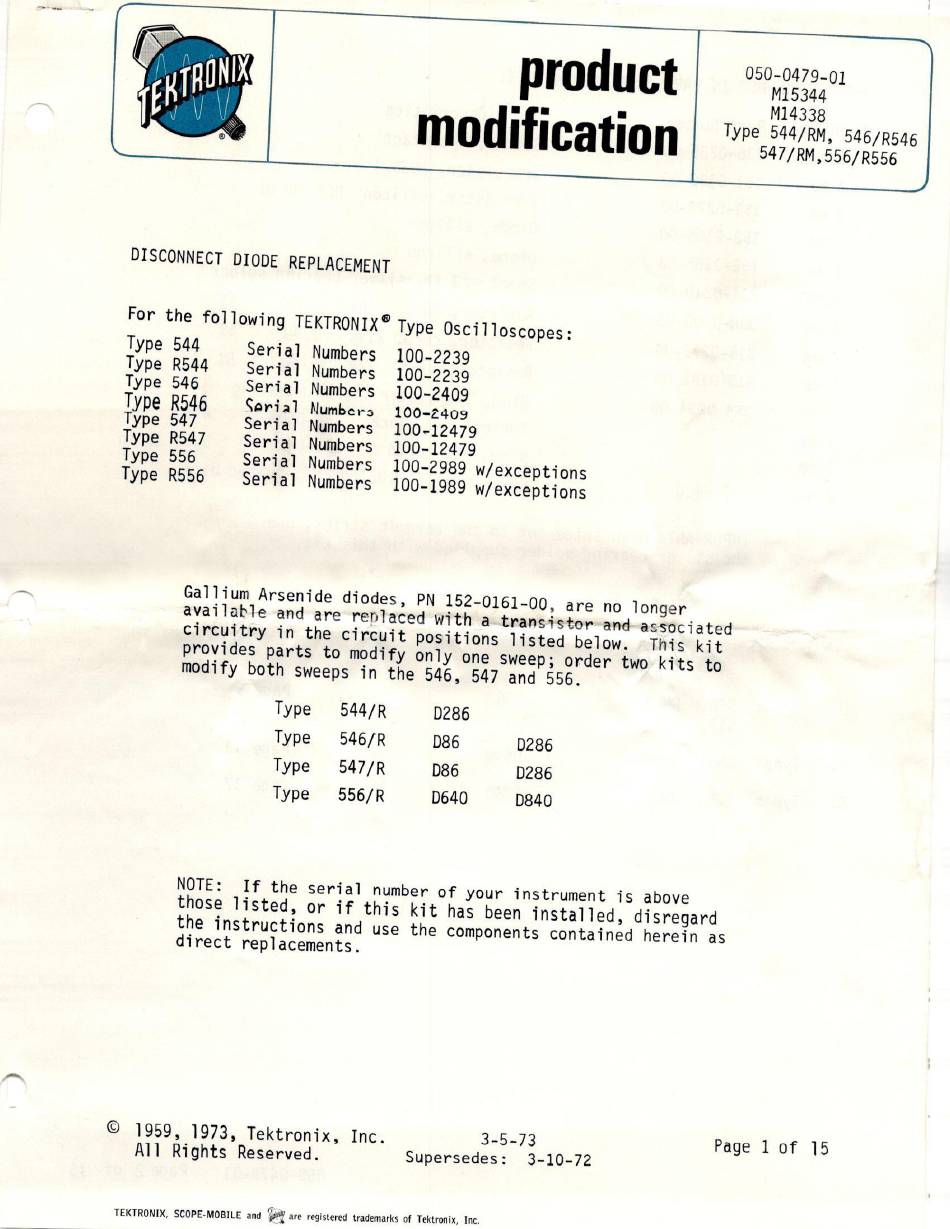 TEKTRONIX
®
product
modification
050-0479-01
M15344
M14338
Type 544/RM, 546/R546
547/RM,556/R556
DISCONNECT DIODE REPLACEMENT
For the following TEKTRONIX® Type Oscilloscopes:
Type 544 Serial Numbers 100-2239
Type R544 Serial Numbers 100-2239
Type 546 Serial Numbers 100-2409
Type R546 Serial Numbers 100-2409
Type 547 Serial Numbers 100-12479
Type R547 Serial Numbers 100-12479
Type 556 Serial Numbers 100-2989 w/exceptions
Type R556 Serial Numbers 100-1989 w/exceptions
Gallium Arsenide diodes, PN 152-0161-00, are no longer
available and are replaced with a transistor and associated
circuitry in the circuit positions listed below. This kit
provides parts to modify only one sweep; order two kits to
modify both sweeps in the 546, 547 and 556.
Type 544/R D286
Type 546/R D86 D286
Type 547/R D86 D286
Type 556/R D640 D840
NOTE: If the serial number of your instrument is above
those listed, or if this kit has been installed, disregard
the instructions and use the components contained herein as
direct replacements.
© 1959, 1973, Tektronix, Inc.
All Rights Reserved.
3-5-73
Supersedes: 3-10-72
Page 1 of 15
TEKTRONIX, SCOPE-MOBILE and are registered trademarks of Tektronix, Inc.